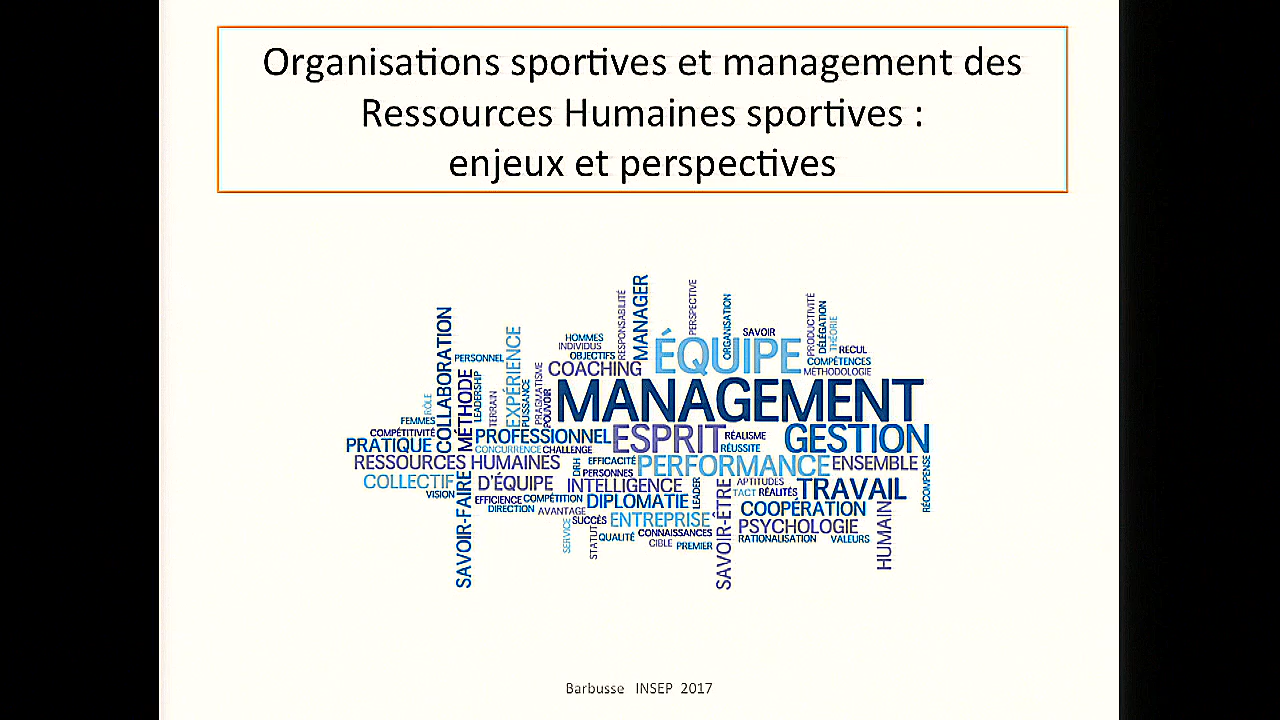 Organisations sportives et management des
Ressources Humaines sportives :
enjeux et perspectives
COLLABORATION
PERSONNEL
EXPÉRIENCE
HOMMES
INDIVIDUS
OBJECTIFS
RESPONSABILITÉ
MANAGER
PERSPECTIVE
ORGANISATION
SAVOIR
ÉQUIPE
PRODUCTIVITÉ
DÉLÉGATION
THÉORIE
RECUL
COMPÉTENCES
MÉTHODOLOGIE
COACHING
RÔLE
FEMMES
MÉTHODE
LEADERSHIP
TERRAIN
PUISSANCE
PRAGMATISME
POUVOIR
MANAGEMENT
COMPÉTITIVITÉ
PRATIQUE
PROFESSIONNEL
CONCURRENCE
CHALLENGE
ESPRIT
RÉALISME
RÉUSSITE
GESTION
RESSOURCES HUMAINES
DRH
EFFICACITÉ
PERSONNES
PERFORMANCE
ENSEMBLE
RÉCOMPENSE
COLLECTIF
VISION
SAVOIR-FAIRE
D'ÉQUIPE
INTELLIGENCE
LEADER
APTITUDES
TACT
RÉALITÉS
TRAVAIL
EFFICIENCE
COMPÉTITION
DIPLOMATIE
DIRECTION
AVANTAGE
SAVOIR-ÊTRE
COOPÉRATION
SERVICE
SUCCÈS
ENTREPRISE
PSYCHOLOGIE
HUMAIN
STATUT
QUALITÉ
CONNAISSANCES
CIBLE
PREMIER
RATIONALISATION
VALEURS
Barbusse INSEP 2017